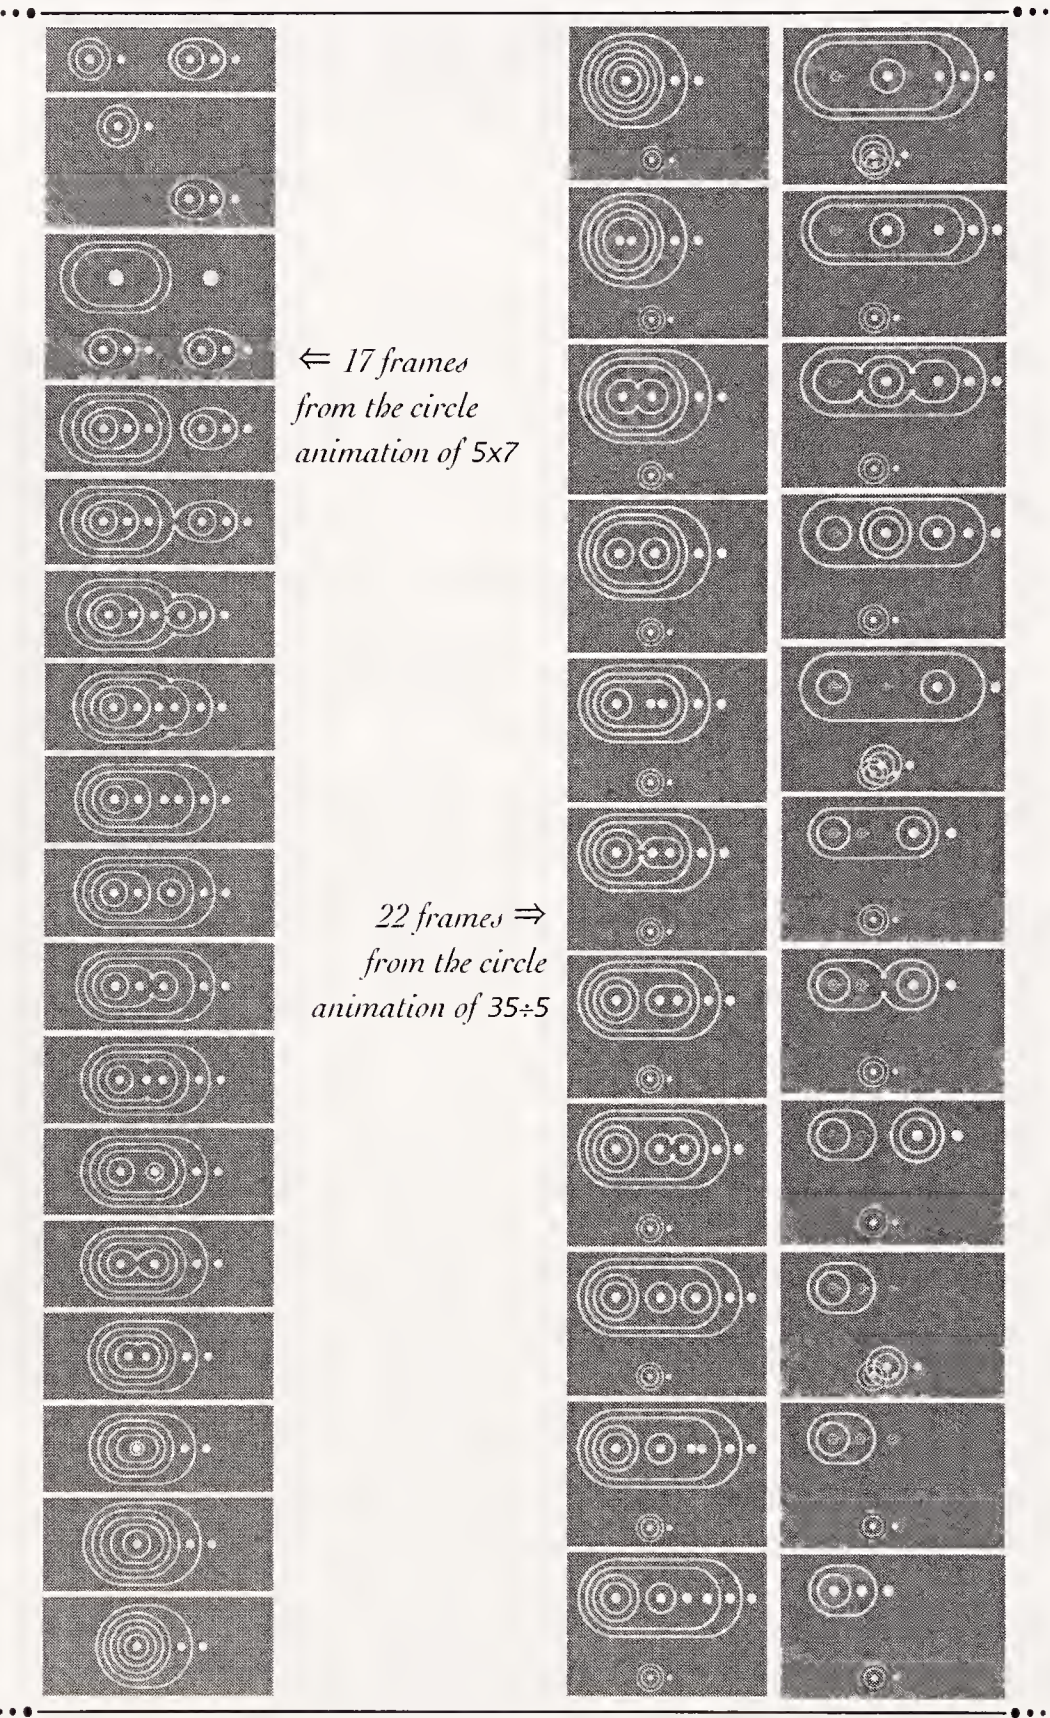 ⇐ 17 frames
from the circle
animation of 5x7
22 frames ⇒
from the circle
animation of 35÷5